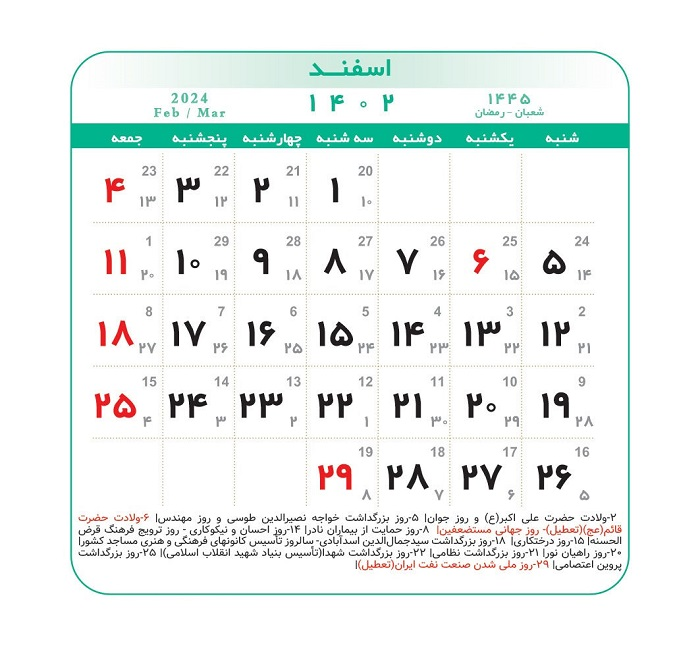 اسفنــد
۱۴۴۵ ۱۴۰۲ 2024
شعبان - رمضان Feb / Mar
شنبه یکشنبه دوشنبه سه شنبه چهارشنبه پنجشنبه جمعه
۱ 20 ۱۰ ۲ 21 ۱۱ ۳ 22 ۱۲ ۴ 23 ۱۳
۵ 24 ۱۴ ۶ 25 ۱۵ ۷ 26 ۱۶ ۸ 27 ۱۷ ۹ 28 ۱۸ ۱۰ 29 ۱۹ ۱۱ 1 ۲۰
۱۲ 2 ۲۱ ۱۳ 3 ۲۲ ۱۴ 4 ۲۳ ۱۵ 5 ۲۴ ۱۶ 6 ۲۵ ۱۷ 7 ۲۶ ۱۸ 8 ۲۷
۱۹ 9 ۲۸ ۲۰ 10 ۲۹ ۲۱ 11 ۳۰ ۲۲ 12 ۱ ۲۳ 13 ۲ ۲۴ 14 ۳ ۲۵ 15 ۴
۲۶ 16 ۵ ۲۷ 17 ۶ ۲۸ 18 ۷ ۲۹ 19 ۸
۲-ولادت حضرت علی اکبر(ع) و روز جوان| ۵-روز بزرگداشت خواجه نصیرالدین طوسی و روز مهندس| ۶-ولادت حضرت
قائم(عج)(تعطیل)- روز جهانی مستضعفین| ۸-روز حمایت از بیماران نادر| ۱۴-روز احسان و نیکوکاری - روز ترویج فرهنگ قرض
الحسنه| ۱۵-روز درختکاری| ۱۸-روز بزرگداشت سیدجمال‌الدین اسدآبادی- سالروز تأسیس کانونهای فرهنگی و هنری مساجد کشور|
۲۰-روز راهیان نور| ۲۱-روز بزرگداشت نظامی| ۲۲-روز بزرگداشت شهدا(تأسیس بنیاد شهید انقلاب اسلامی)| ۲۵-روز بزرگداشت
پروین اعتصامی| ۲۹-روز ملی شدن صنعت نفت ایران(تعطیل)|